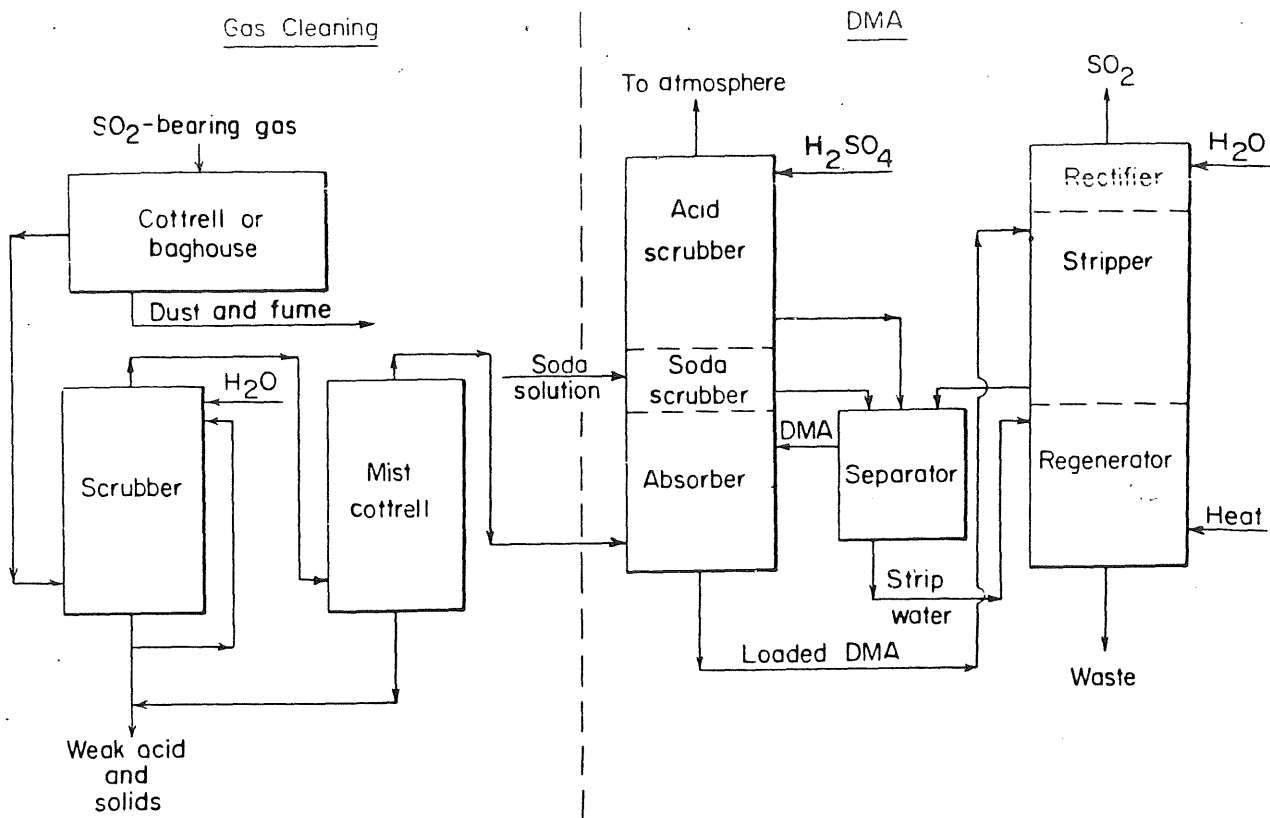 Gas Cleaning
SO2-bearing gas
Cottrell or
baghouse
Dust and fume
H2O
Scrubber
Mist
cottrell
Weak acid
and
solids
DMA
To atmosphere
H2SO4
Acid
scrubber
Soda
solution
Soda
scrubber
Absorber
DMA
Separator
Strip
water
Loaded DMA
SO2
H2O
Rectifier
Stripper
Regenerator
Heat
Waste